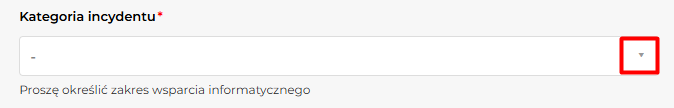 Kategoria incydentu*
-
Proszę określić zakres wsparcia informatycznego